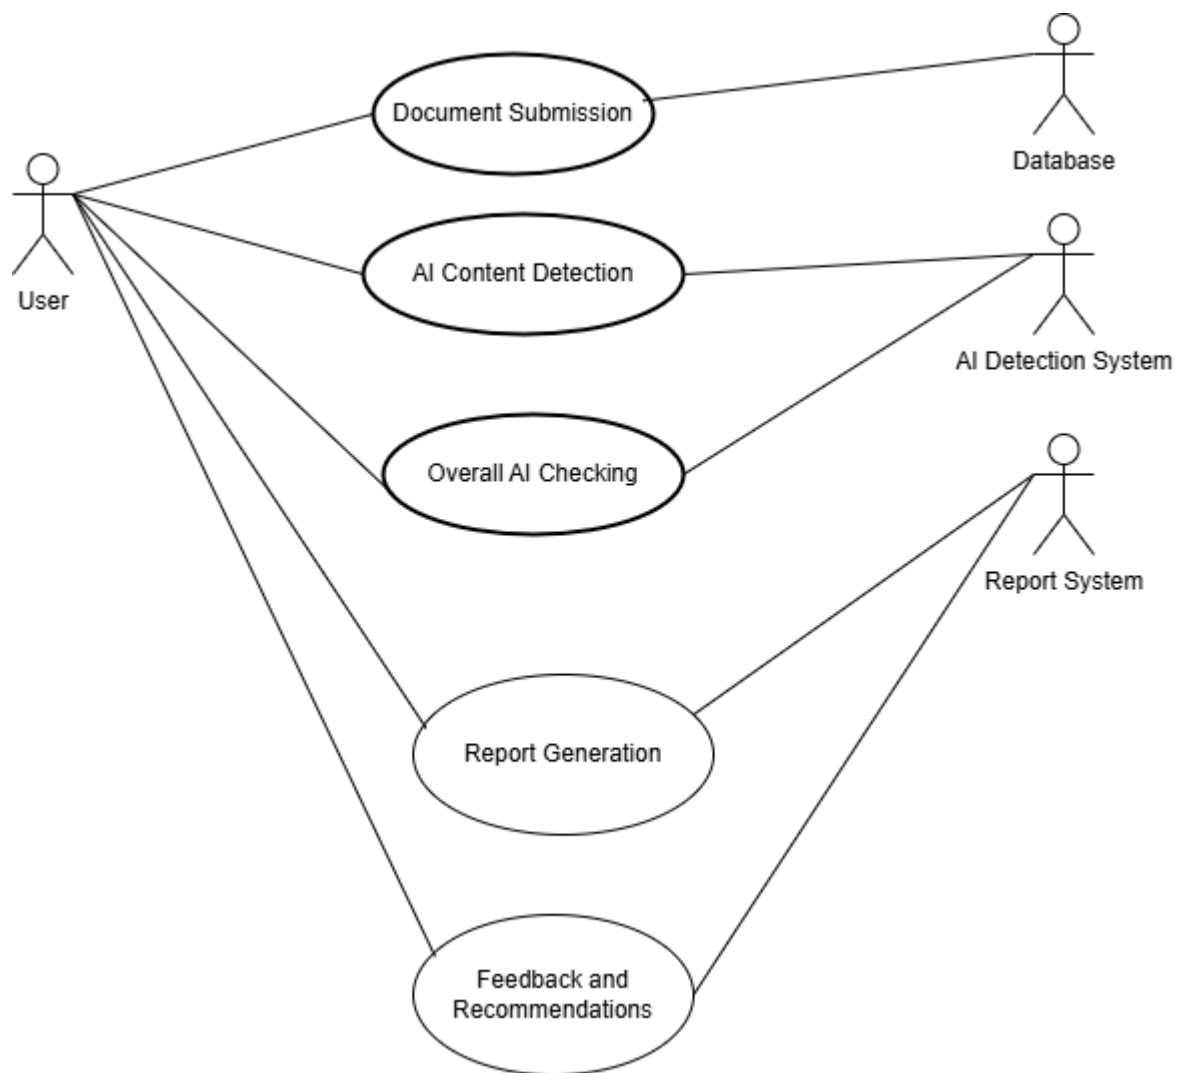 Document Submission
Database
User
AI Content Detection
AI Detection System
Overall AI Checking
Report System
Report Generation
Feedback and
Recommendations